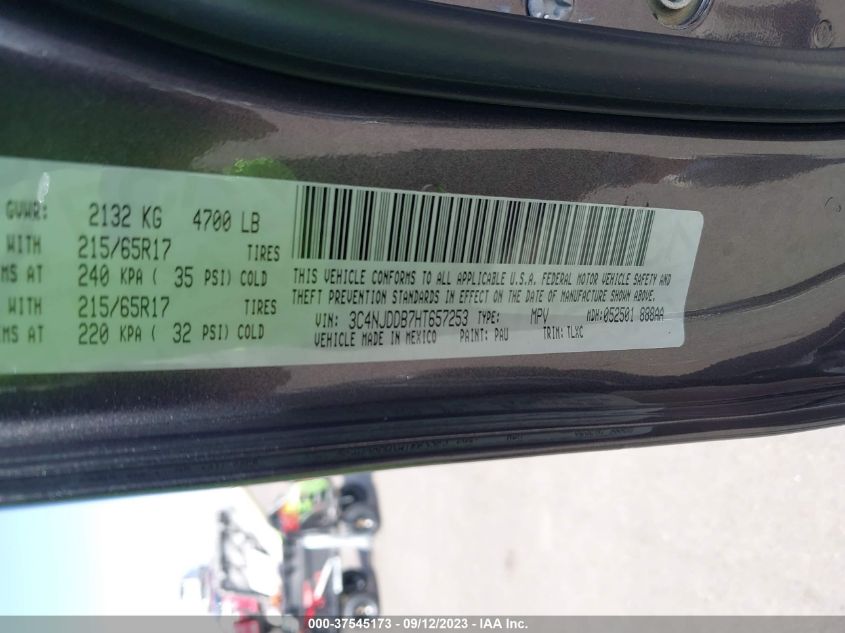 GVWR: 2132 KG 4700 LB
WITH 215/65R17 TIRES
MS AT 240 KPA ( 35 PSI) COLD
WITH 215/65R17 TIRES
MS AT 220 KPA ( 32 PSI) COLD
THIS VEHICLE CONFORMS TO ALL APPLICABLE U.S.A. FEDERAL MOTOR VEHICLE SAFETY AND
THEFT PREVENTION STANDARDS IN EFFECT ON THE DATE OF MANUFACTURE SHOWN ABOVE.
VIN: 3C4NJDDB7HT657253 TYPE: MPV MDH:052501 888AA
VEHICLE MADE IN MEXICO PAINT: PAU TRIM: TLXC
000-37545173 - 09/12/2023 - IAA Inc.